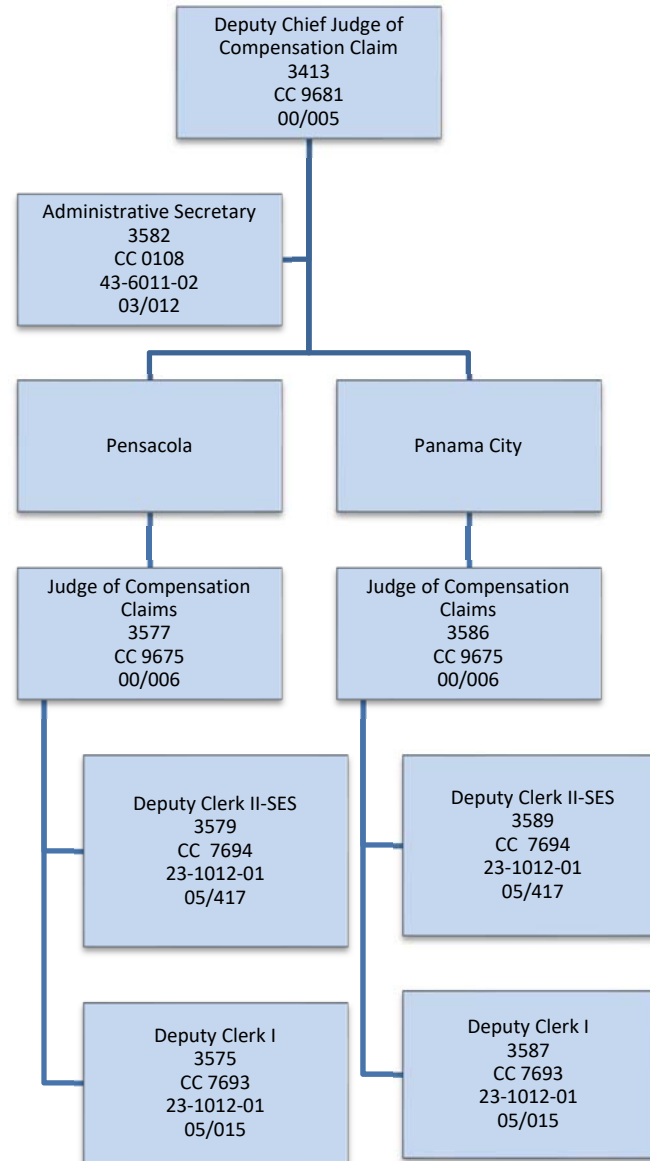 Deputy Chief Judge of
Compensation Claim
3413
CC 9681
00/005
Administrative Secretary
3582
CC 0108
43-6011-02
03/012
Pensacola
Panama City
Judge of Compensation
Claims
3577
CC 9675
00/006
Judge of Compensation
Claims
3586
CC 9675
00/006
Deputy Clerk II-SES
3579
CC  7694
23-1012-01
05/417
Deputy Clerk II-SES
3589
CC  7694
23-1012-01
05/417
Deputy Clerk I
3575
CC 7693
23-1012-01
05/015
Deputy Clerk I
3587
CC 7693
23-1012-01
05/015